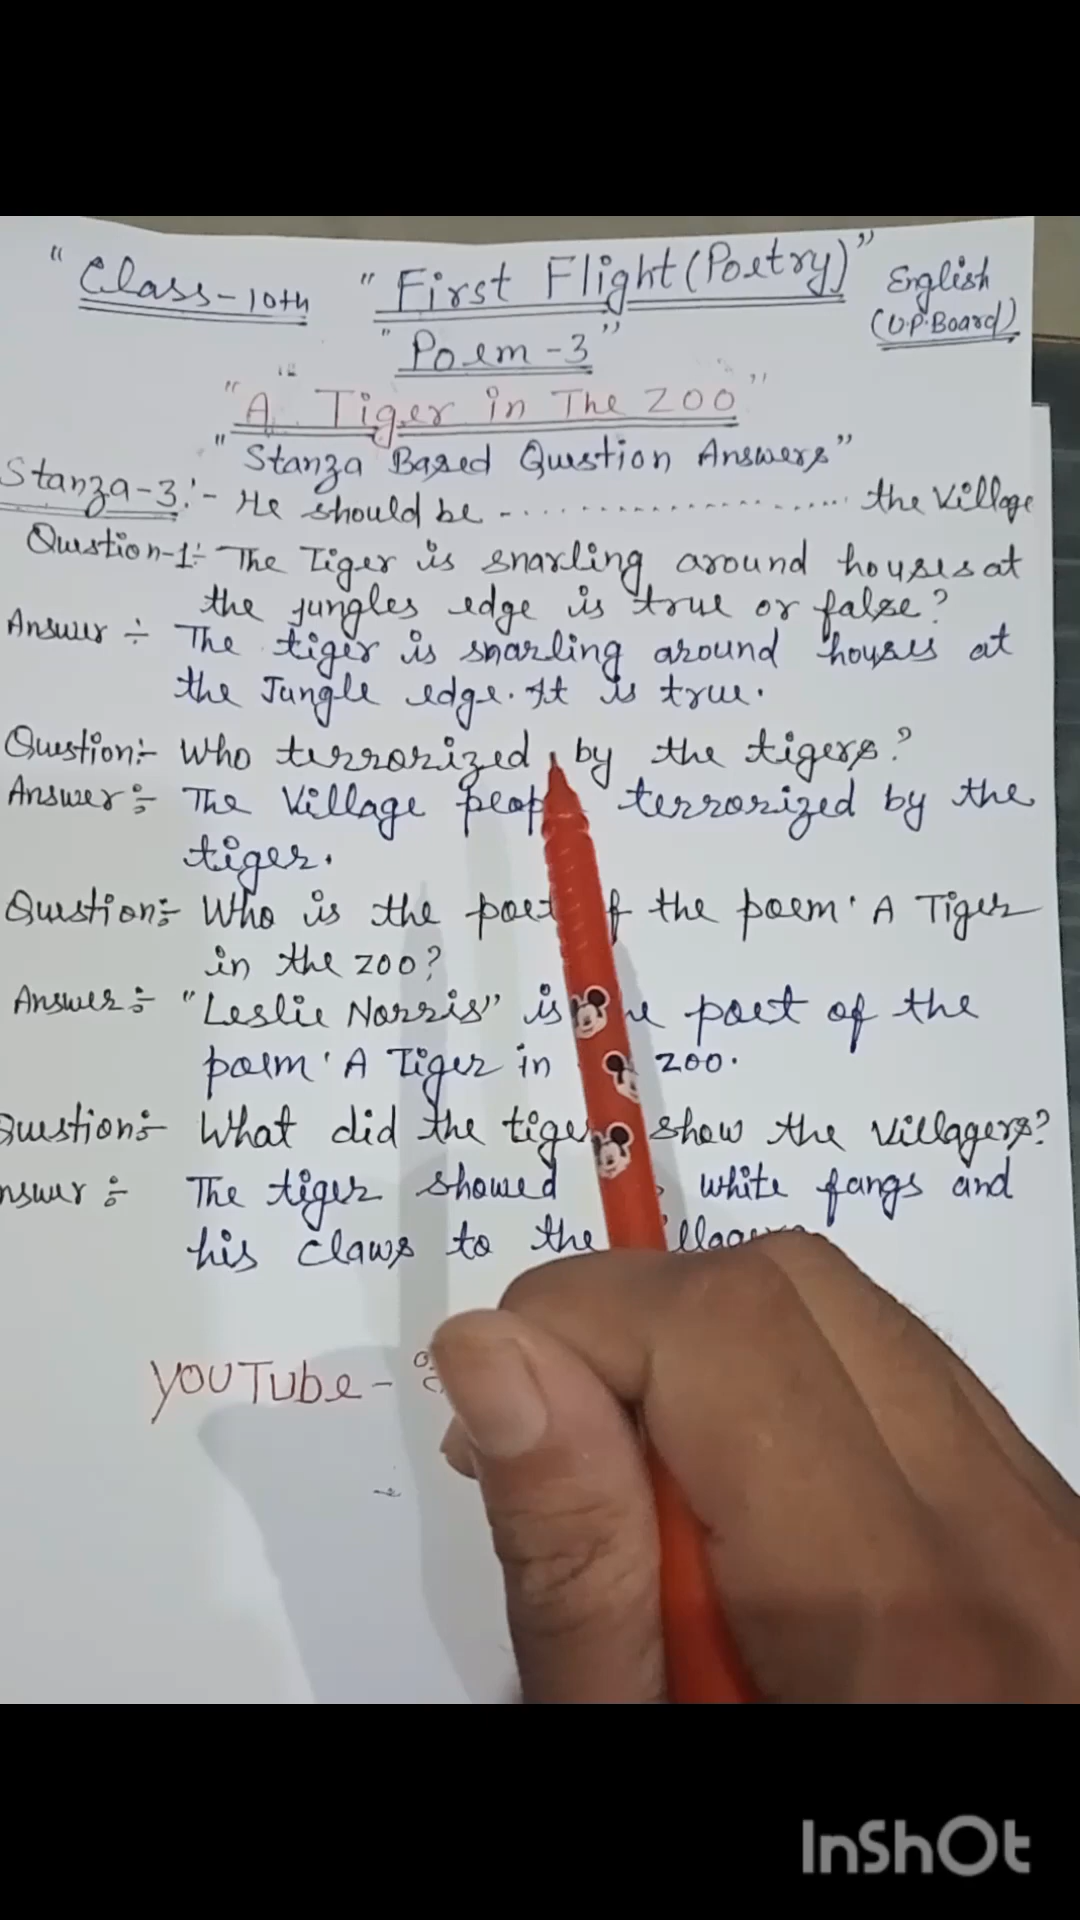 "Class-10th "First Flight (Poetry)" English
(U.P. Board)
"Poem-3"
"A Tiger in The Zoo"
"Stanza Based Question Answers"
Stanza-3:- He should be - .................... the Village
Question-1:- The Tiger is snarling around houses at
the jungles edge is true or false?
Answer ÷ The tiger is snarling around houses at
the Jungle edge. It is true.
Question:- Who terrorized by the tigers?
Answer:- The Village terrorized by the
tiger.
Question:- Who is the poet the poem 'A Tiger
in the zoo?
Answer:- "Leslie Norris" is poet of the
poem 'A Tiger in zoo.
Question:- What did the tiger show the villagers?
nswer :- The tiger showed white fangs and
his claws to the
YOUTube -
InShOt